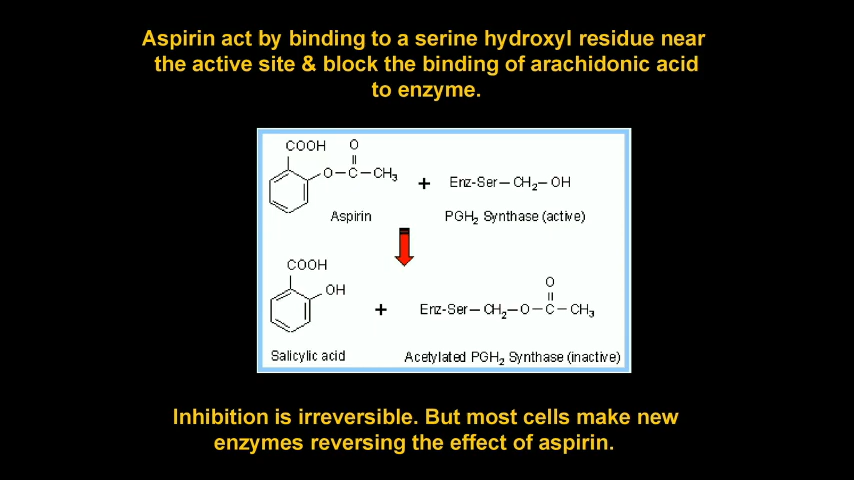 Aspirin act by binding to a serine hydroxyl residue near
the active site & block the binding of arachidonic acid
to enzyme.
COOH
O
O—C—CH₃
+
Enz-Ser—CH₂—OH
Aspirin
PGH₂ Synthase (active)
COOH
OH
+
O
Enz-Ser—CH₂—O—C—CH₃
Salicylic acid
Acetylated PGH₂ Synthase (inactive)
Inhibition is irreversible. But most cells make new
enzymes reversing the effect of aspirin.